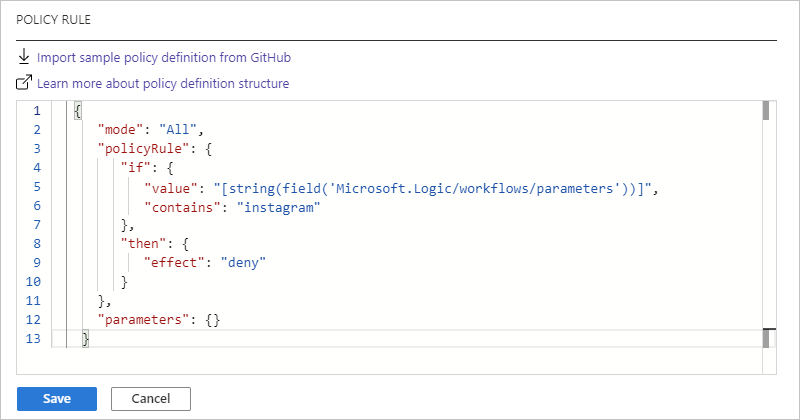 POLICY RULE
Import sample policy definition from GitHub
Learn more about policy definition structure
1 {
2 "mode": "All",
3 "policyRule": {
4 "if": {
5 "value": "[string(field('Microsoft.Logic/workflows/parameters'))]",
6 "contains": "instagram"
7 },
8 "then": {
9 "effect": "deny"
10 }
11 },
12 "parameters": {}
13 }
Save Cancel